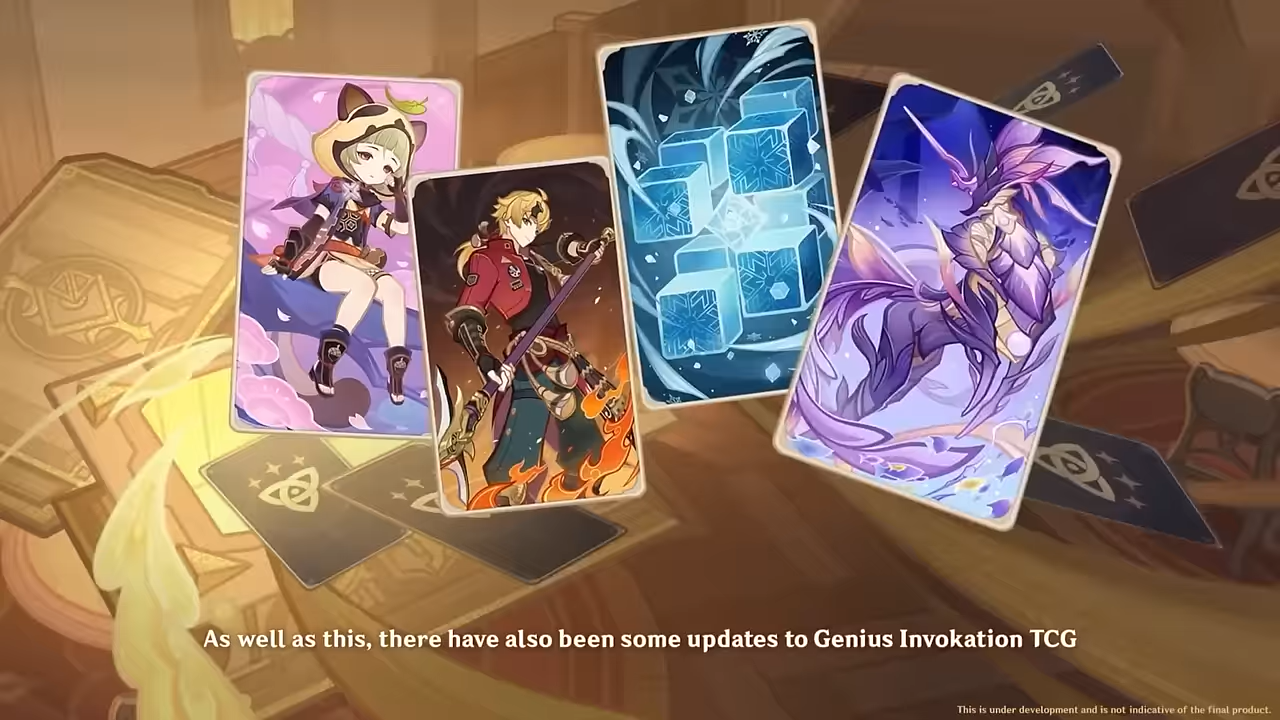 As well as this, there have also been some updates to Genius Invokation TCG
This is under development and is not indicative of the final product.